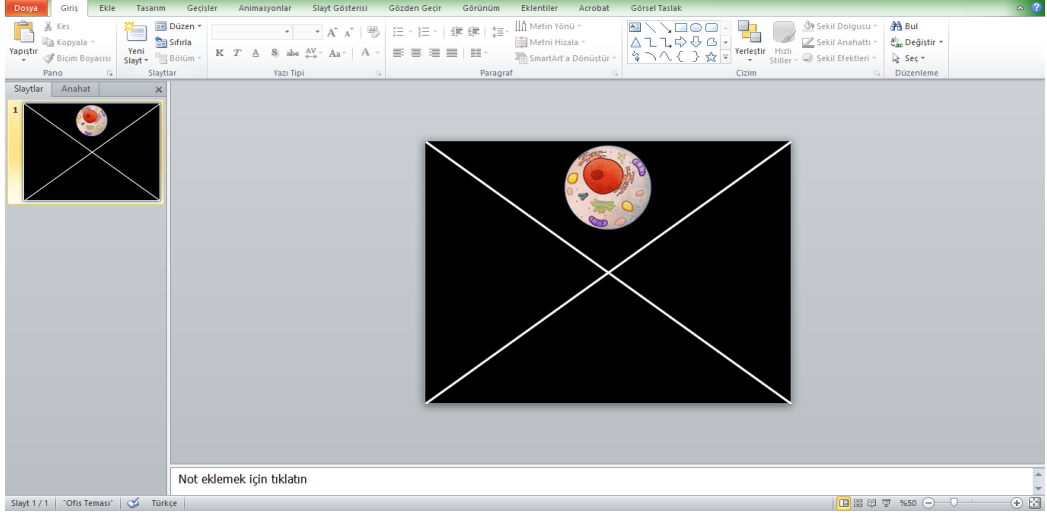 Dosya Giriş Ekle Tasarım Geçişler Animasyonlar Slayt Gösterisi Gözden Geçir Görünüm Eklentiler Acrobat Görsel Taslak
Yapıştır
Kes
Kopyala
Biçim Boyacısı
Pano
Yeni
Slayt
Düzen
Sıfırla
Bölüm
Slaytlar
K T A S abc AV Aa A
Yazı Tipi
Metin Yönü
Metni Hizala
SmartArt'a Dönüştür
Paragraf
Yerleştir
Hızlı
Stiller
Şekil Dolgusu
Şekil Anahattı
Şekil Efektleri
Çizim
Bul
Değiştir
Seç
Düzenleme
Slaytlar Anahat
1
Not eklemek için tıklatın
Slayt 1 / 1 "Ofis Teması" Türkçe %50